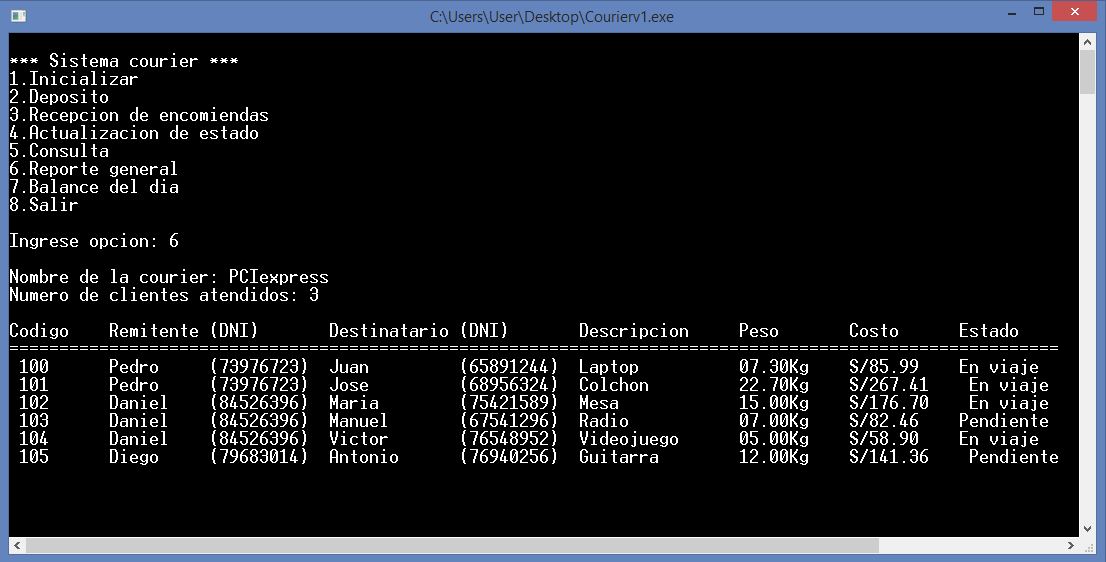 C:\Users\User\Desktop\Courierv1.exe
*** Sistema courier ***
1.Inicializar
2.Deposito
3.Recepcion de encomiendas
4.Actualizacion de estado
5.Consulta
6.Reporte general
7.Balance del dia
8.Salir
Ingrese opcion: 6
Nombre de la courier: PCIexpress
Numero de clientes atendidos: 3
Codigo    Remitente (DNI)       Destinatario (DNI)       Descripcion     Peso       Costo      Estado
=========================================================================================================
 100      Pedro     (73976723)  Juan         (65891244)  Laptop          07.30Kg    S/85.99    En viaje
 101      Pedro     (73976723)  Jose         (68956324)  Colchon         22.70Kg    S/267.41    En viaje
 102      Daniel    (84526396)  Maria        (75421589)  Mesa            15.00Kg    S/176.70    En viaje
 103      Daniel    (84526396)  Manuel       (67541296)  Radio           07.00Kg    S/82.46    Pendiente
 104      Daniel    (84526396)  Victor       (76548952)  Videojuego      05.00Kg    S/58.90    En viaje
 105      Diego     (79683014)  Antonio      (76940256)  Guitarra        12.00Kg    S/141.36    Pendiente